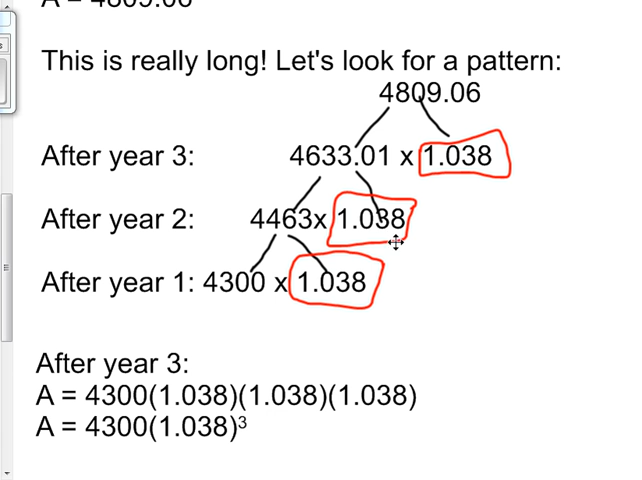 A = 4809.06
This is really long! Let's look for a pattern:
4809.06
After year 3: 4633.01 x 1.038
After year 2: 4463x 1.038
After year 1: 4300 x 1.038
After year 3:
A = 4300(1.038)(1.038)(1.038)
A = 4300(1.038)³